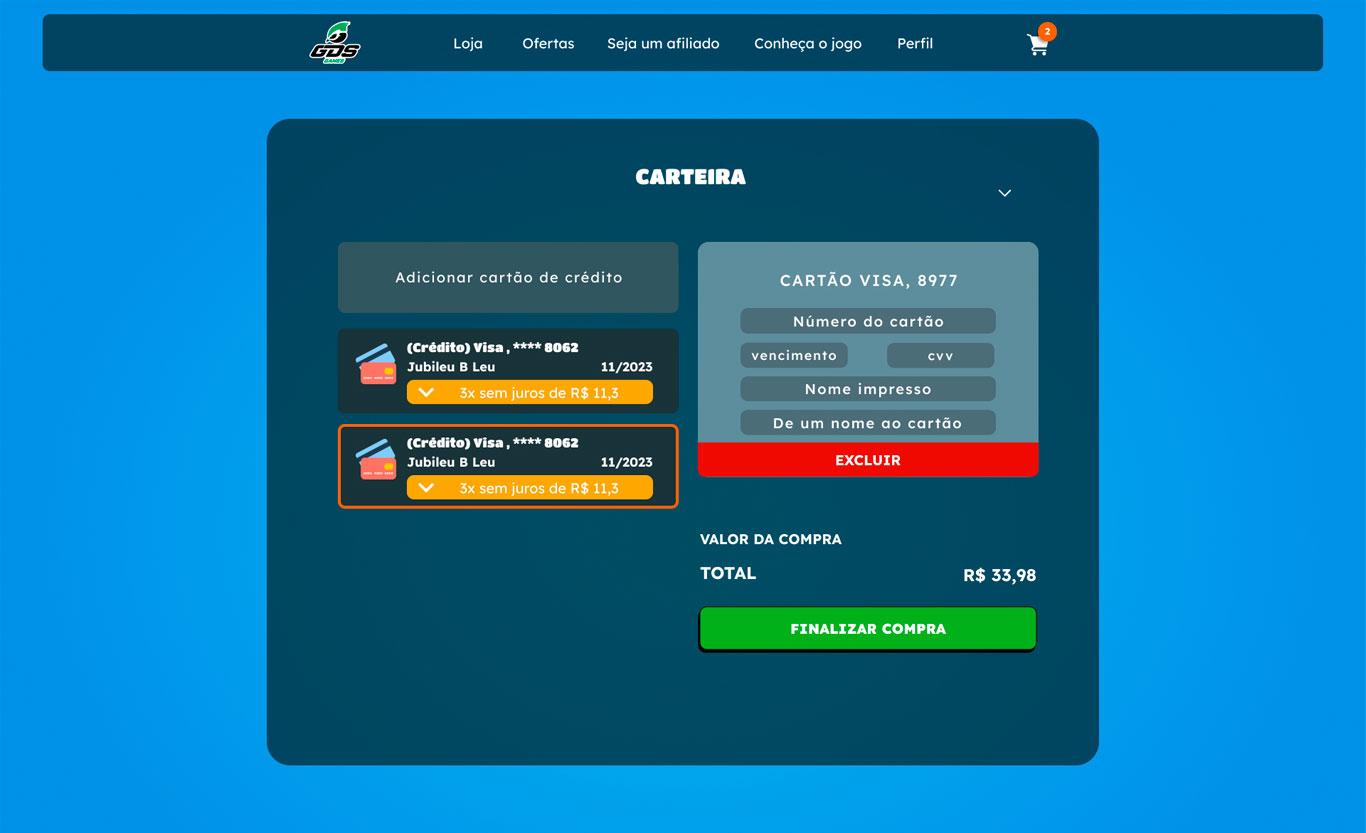 GDS
GAMES
Loja
Ofertas
Seja um afiliado
Conheça o jogo
Perfil
2
CARTEIRA
Adicionar cartão de crédito
(Crédito) Visa , **** 8062
Jubileu B Leu 11/2023
3x sem juros de R$ 11,3
(Crédito) Visa , **** 8062
Jubileu B Leu 11/2023
3x sem juros de R$ 11,3
CARTÃO VISA, 8977
Número do cartão
vencimento cvv
Nome impresso
De um nome ao cartão
EXCLUIR
VALOR DA COMPRA
TOTAL R$ 33,98
FINALIZAR COMPRA